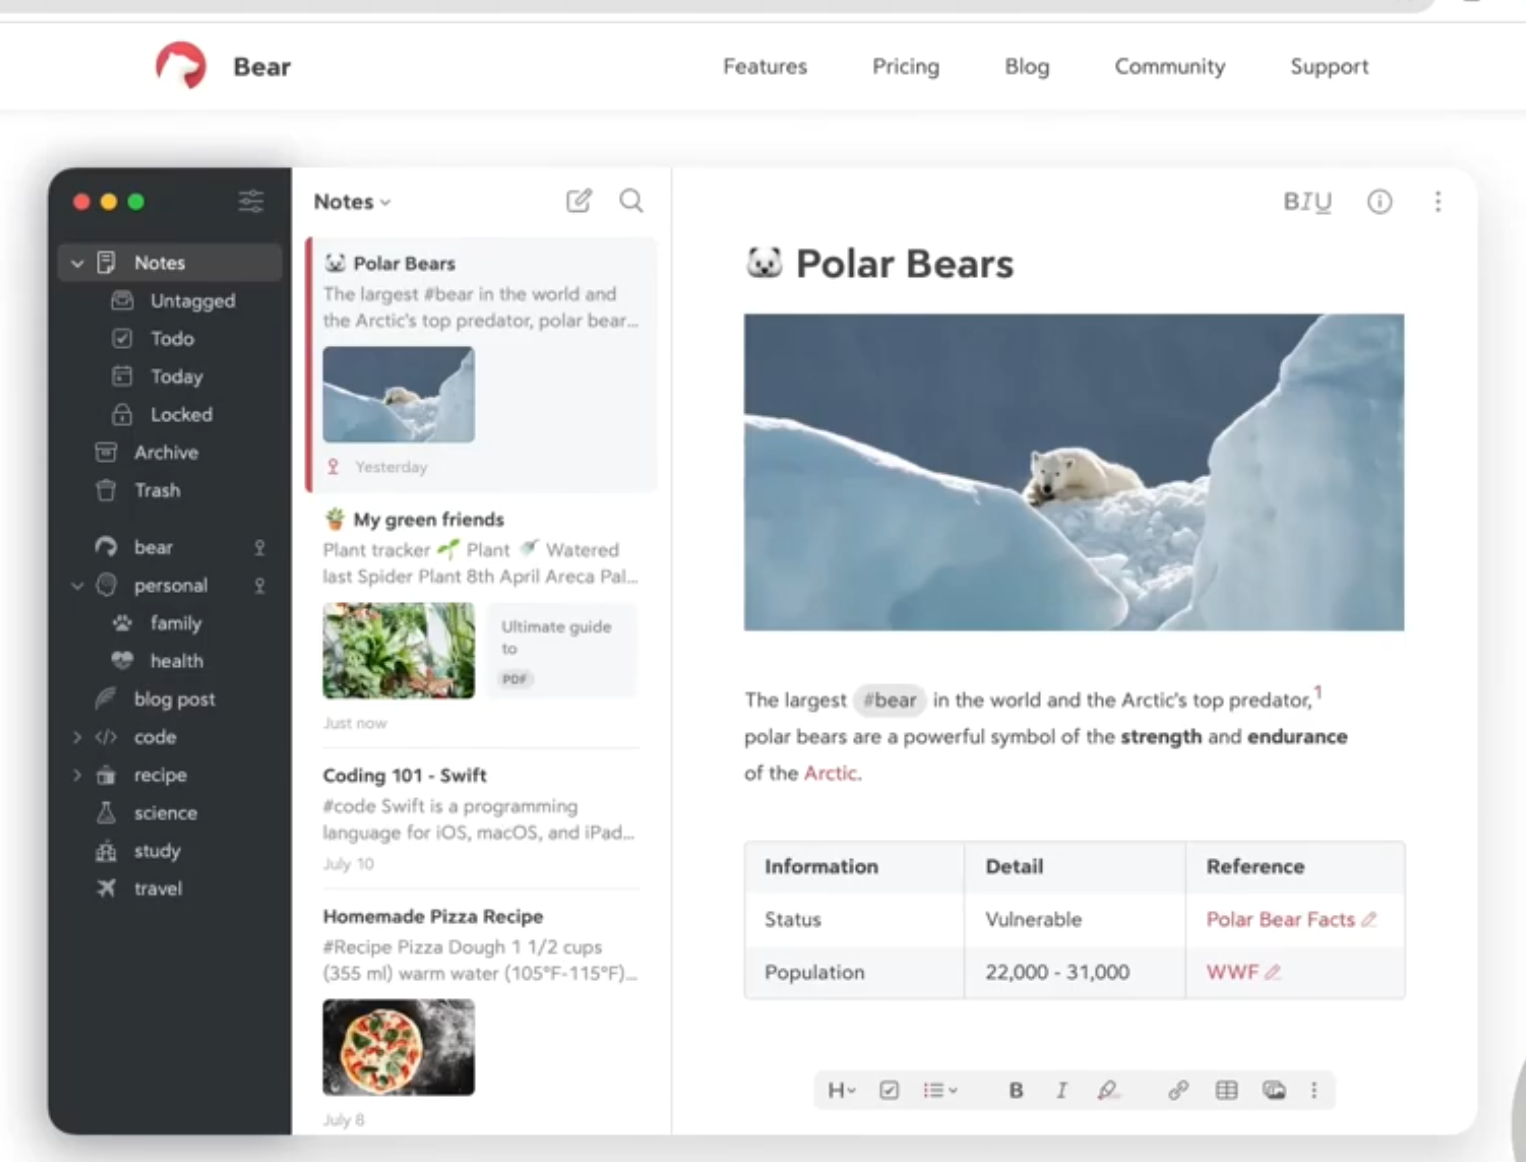 Bear
Features
Pricing
Blog
Community
Support
Notes
Untagged
Todo
Today
Locked
Archive
Trash
bear
personal
family
health
blog post
code
recipe
science
study
travel
Notes
Polar Bears
The largest #bear in the world and
the Arctic's top predator, polar bear...
Yesterday
My green friends
Plant tracker 🌱 Plant 🚿 Watered
last Spider Plant 8th April Areca Pal...
Ultimate guide
to
PDF
Just now
Coding 101 - Swift
#code Swift is a programming
language for iOS, macOS, and iPad...
July 10
Homemade Pizza Recipe
#Recipe Pizza Dough 1 1/2 cups
(355 ml) warm water (105°F-115°F)...
July 8
BIU
🐼 Polar Bears
The largest #bear in the world and the Arctic's top predator,1
polar bears are a powerful symbol of the strength and endurance
of the Arctic.
Information Detail Reference
Status Vulnerable Polar Bear Facts
Population 22,000 - 31,000 WWF
H B I